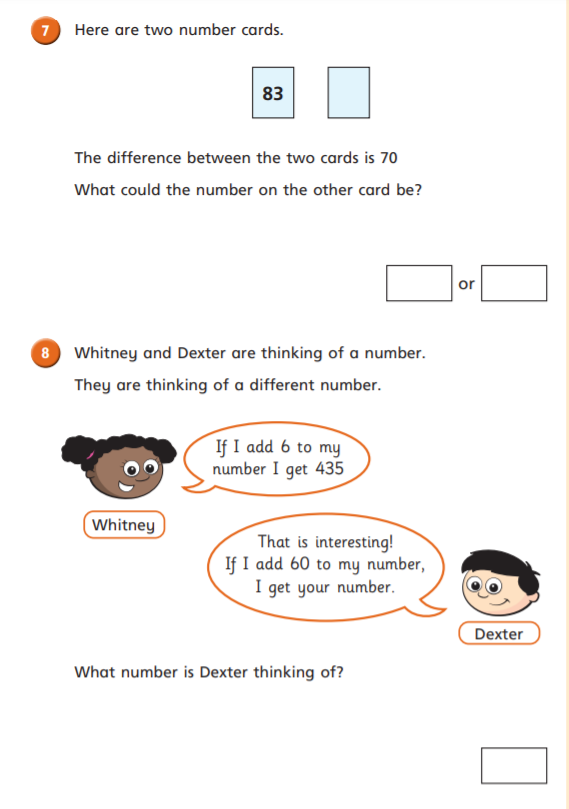 7 Here are two number cards.
83
The difference between the two cards is 70
What could the number on the other card be?
or
8 Whitney and Dexter are thinking of a number.
They are thinking of a different number.
If I add 6 to my
number I get 435
Whitney
That is interesting!
If I add 60 to my number,
I get your number.
Dexter
What number is Dexter thinking of?